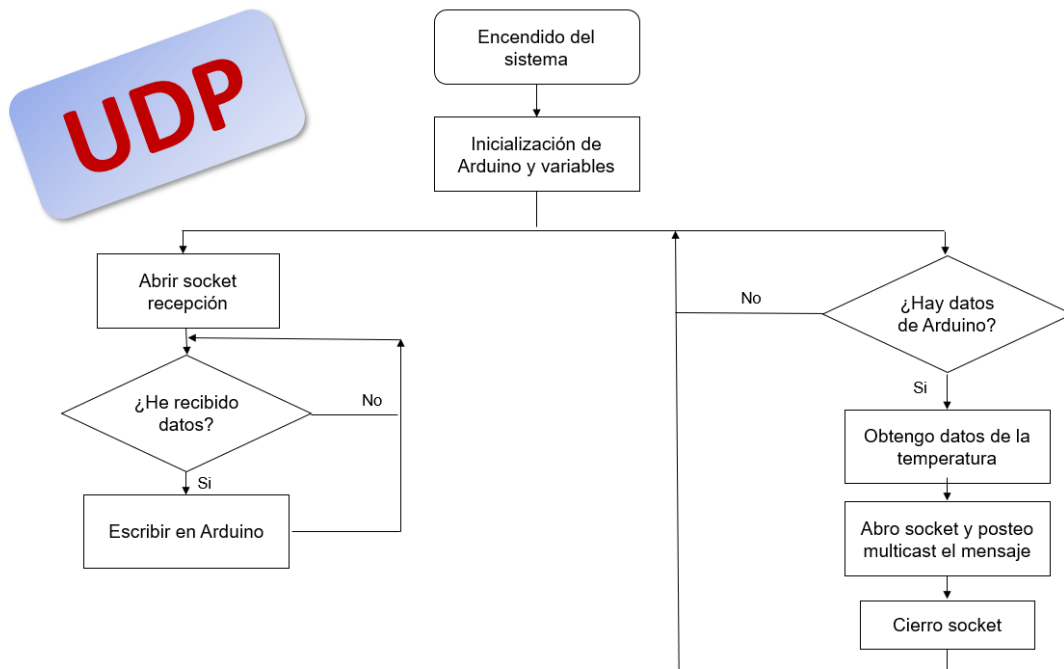 UDP
Encendido del
sistema
Inicialización de
Arduino y variables
Abrir socket
recepción
¿He recibido
datos?
No
Si
Escribir en Arduino
¿Hay datos
de Arduino?
No
Si
Obtengo datos de la
temperatura
Abro socket y posteo
multicast el mensaje
Cierro socket